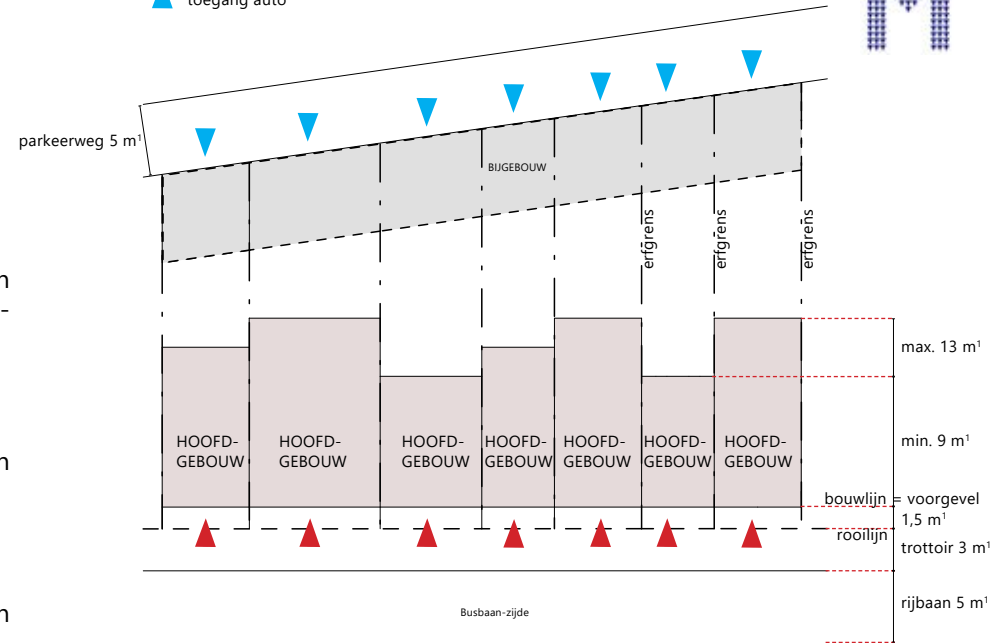 toegang auto
parkeerweg 5 m¹
BIJGEBOUW
erfgrens
erfgrens
erfgrens
n
-
max. 13 m¹
HOOFD-
GEBOUW
HOOFD-
GEBOUW
HOOFD-
GEBOUW
HOOFD-
GEBOUW
HOOFD-
GEBOUW
HOOFD-
GEBOUW
HOOFD-
GEBOUW
min. 9 m¹
n
bouwlijn = voorgevel
1,5 m¹
rooilijn
trottoir 3 m¹
rijbaan 5 m¹
Busbaan-zijde
n